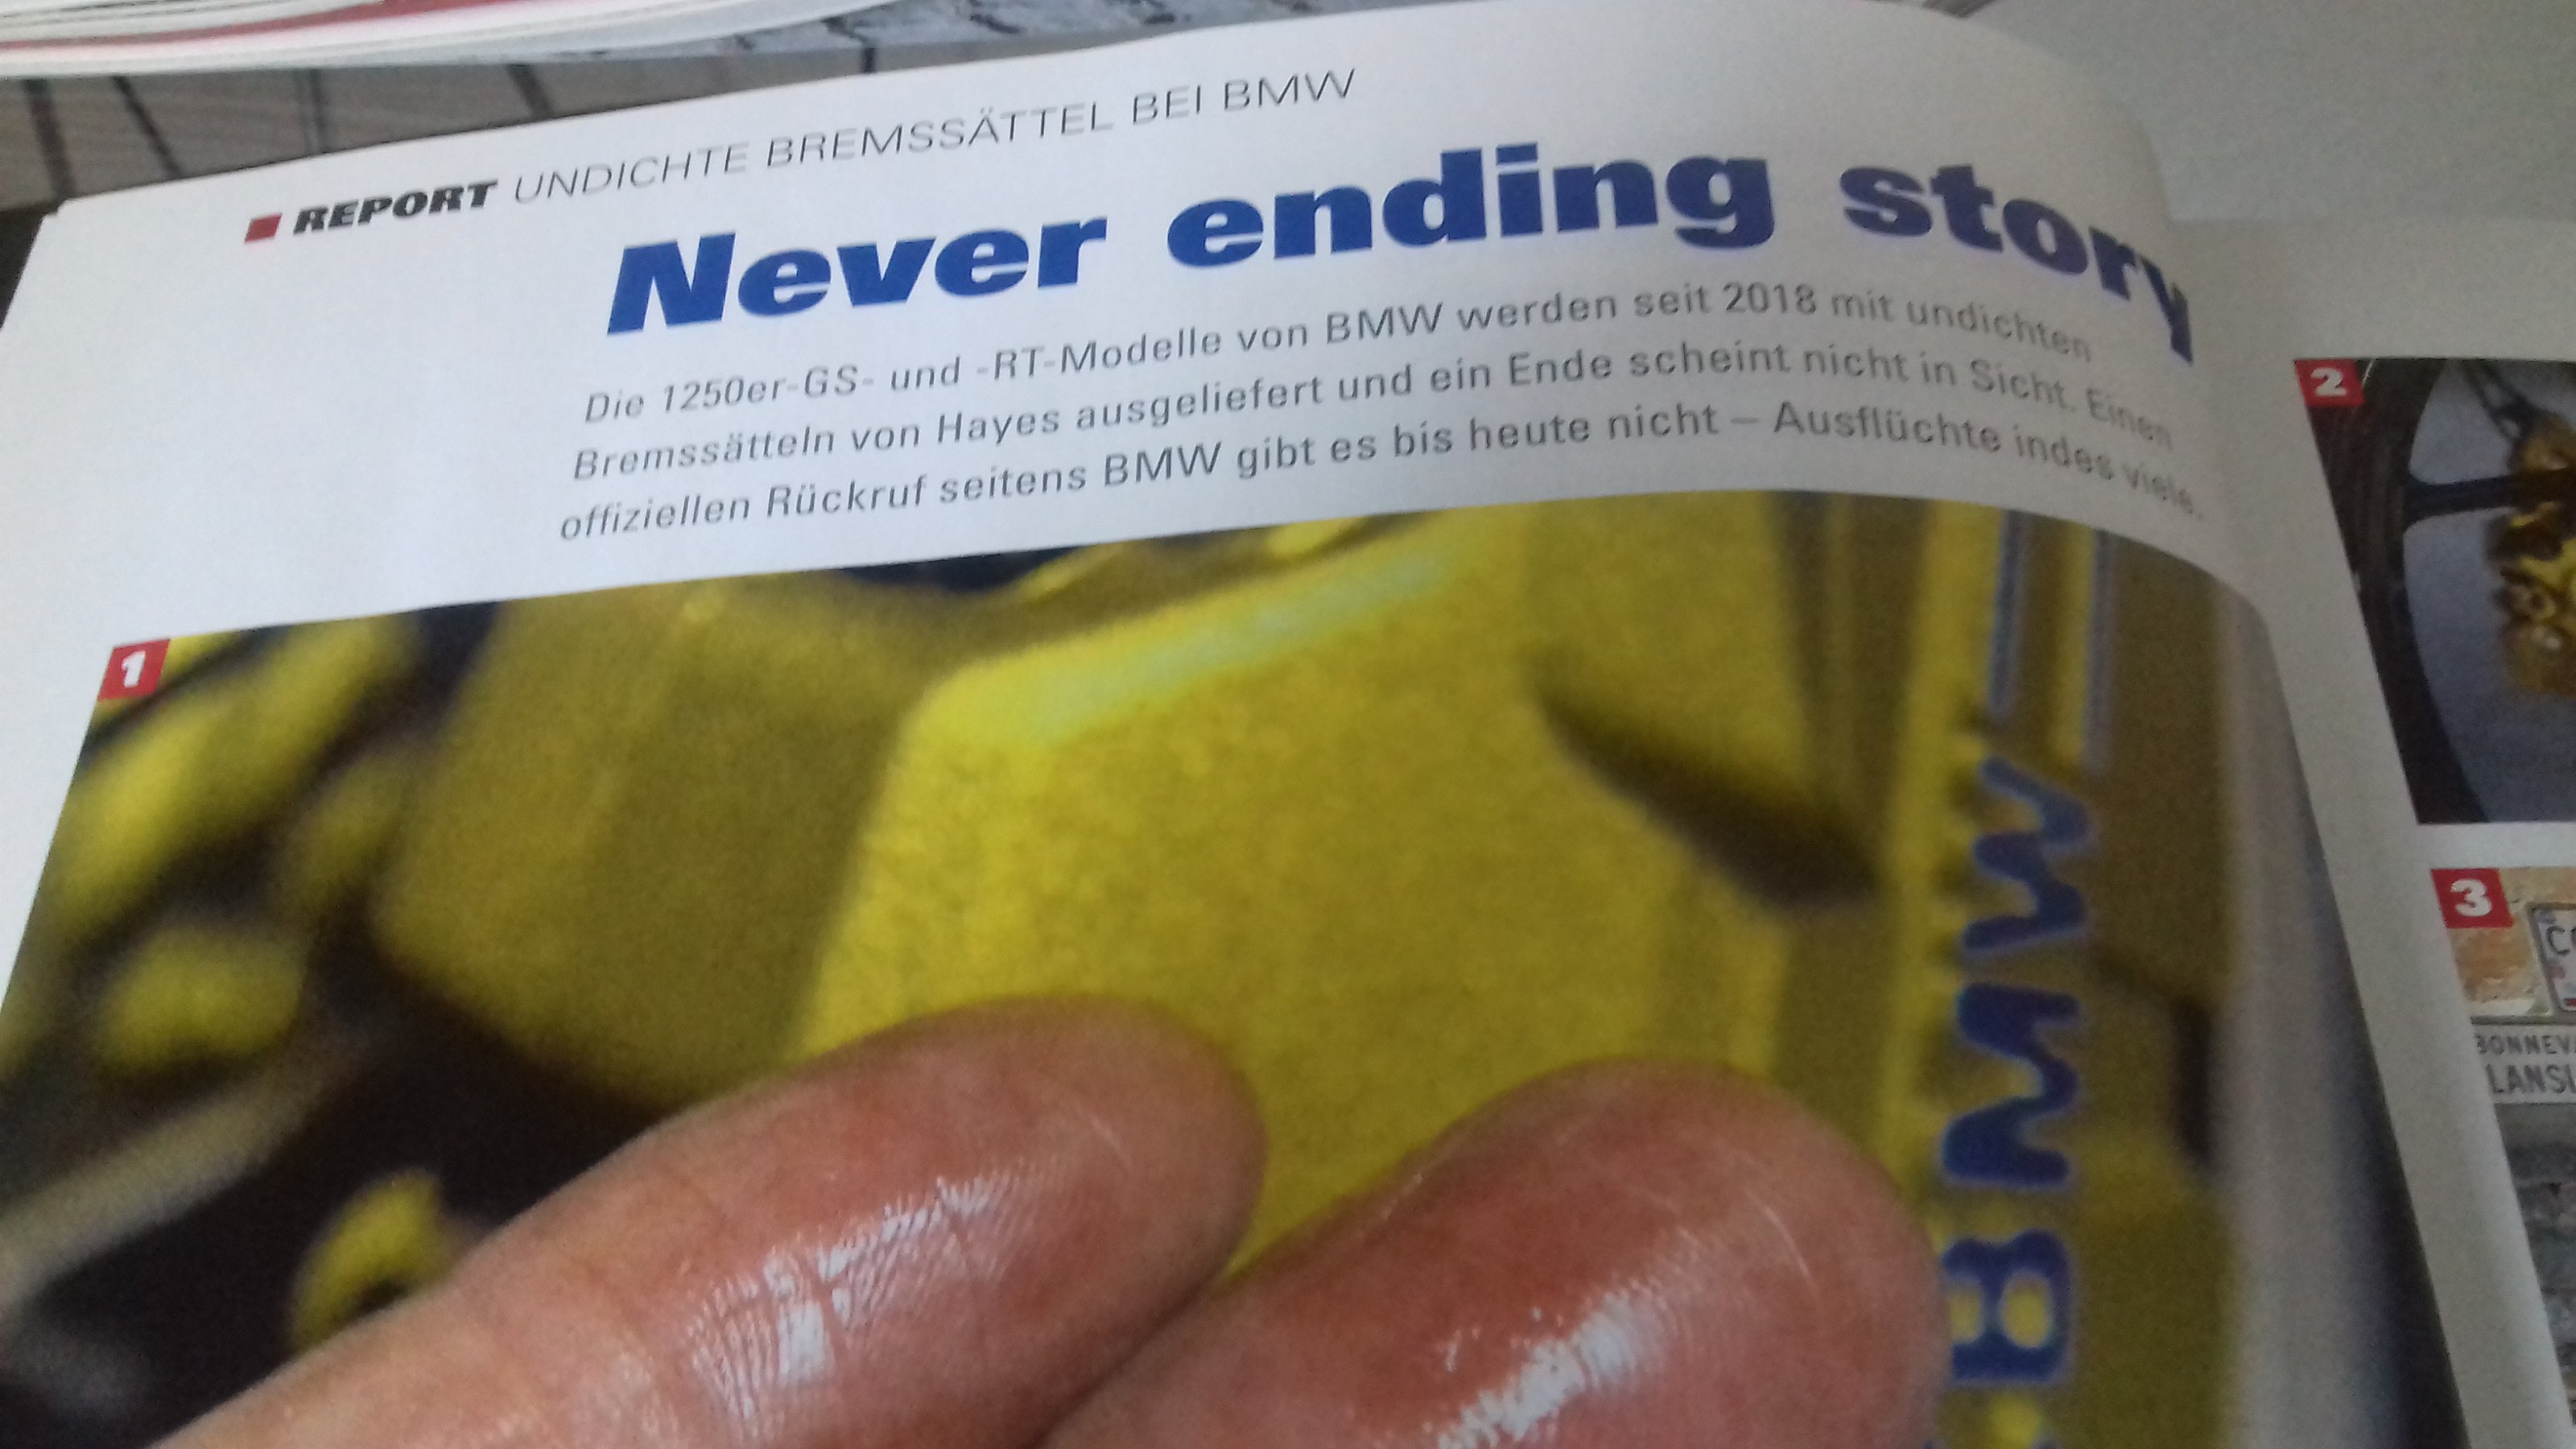 REPORT UNDICHTE BREMSSÄTTEL BEI BMW
Never ending story
Die 1250er-GS- und -RT-Modelle von BMW werden seit 2018 mit undichten
Bremssätteln von Hayes ausgeliefert und ein Ende scheint nicht in Sicht. Einen
offiziellen Rückruf seitens BMW gibt es bis heute nicht – Ausflüchte indes viele.
1
BMW
2
3